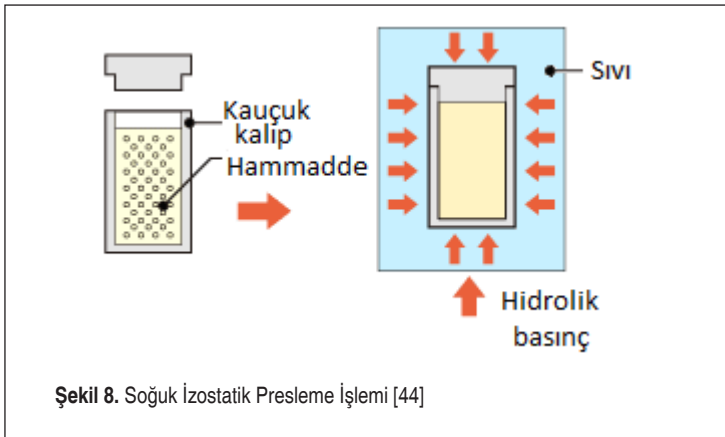 Kauçuk
kalıp
Hammadde
Sıvı
Hidrolik
basınç
Şekil 8. Soğuk İzostatik Presleme İşlemi [44]